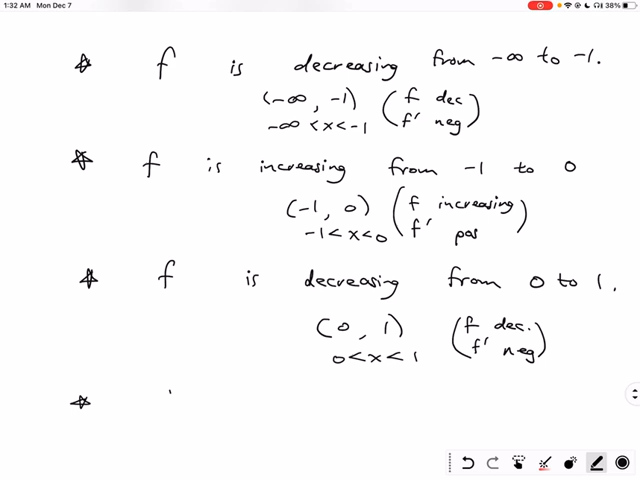 1:32 AM Mon Dec 7
38%
f is decreasing from -∞ to -1.
(-∞, -1) (f dec
-∞ < x < -1 f' neg)
f is increasing from -1 to 0
(-1, 0) (f increasing
-1 < x < 0 f' pos)
f is decreasing from 0 to 1.
(0, 1) (f dec.
0 < x < 1 f' neg)